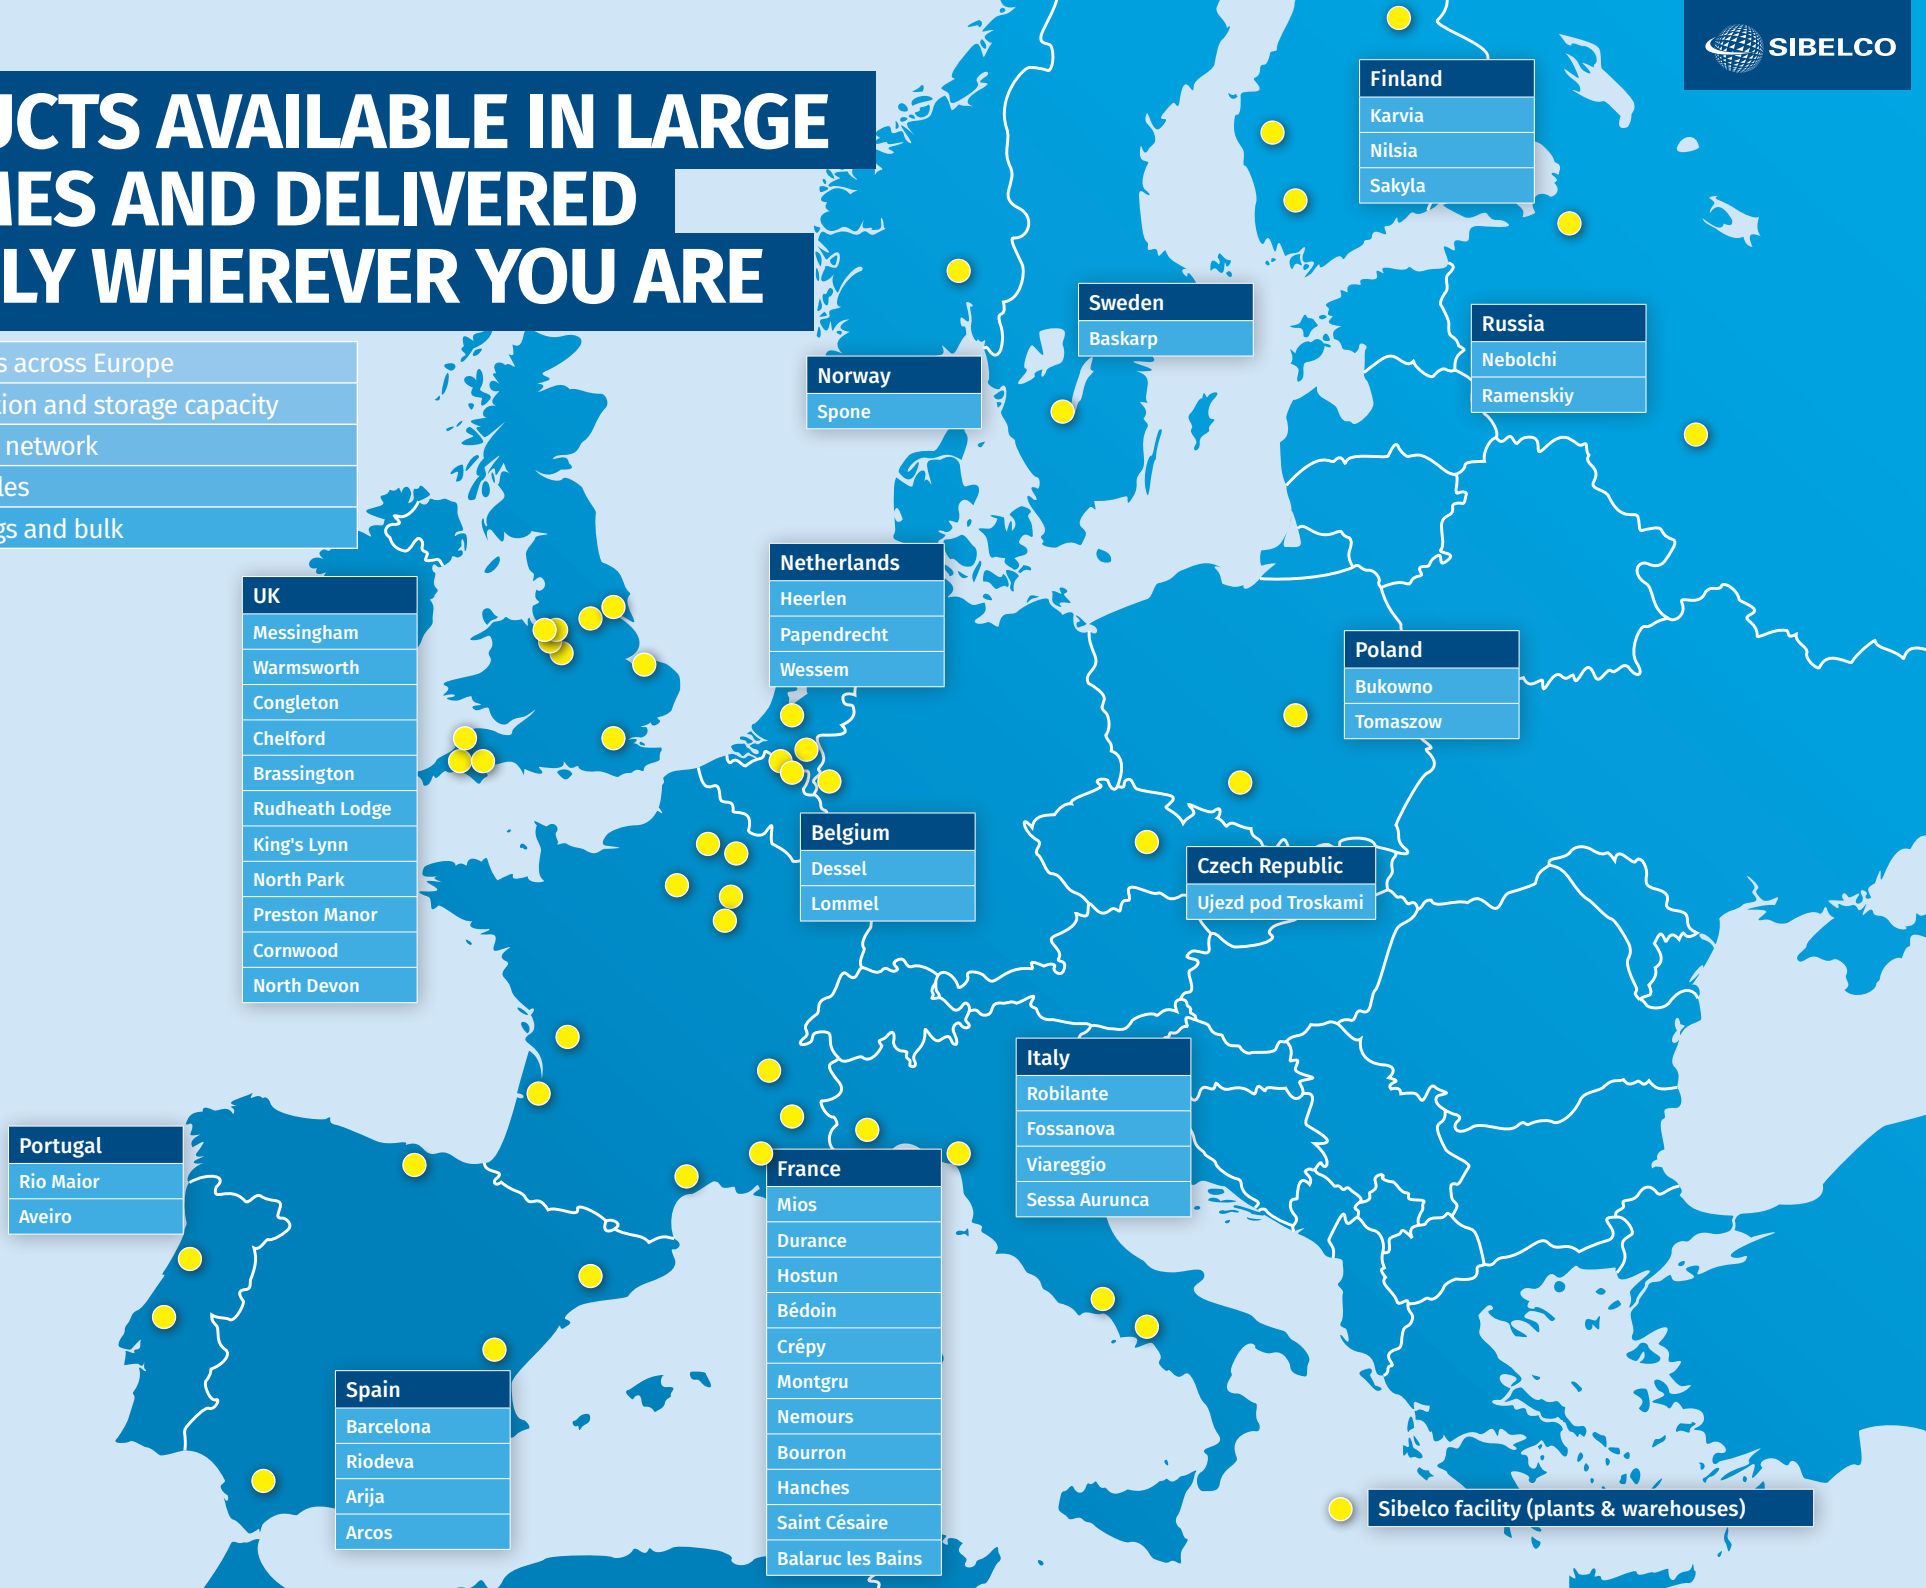 SIBELCO
UCTS AVAILABLE IN LARGE
MES AND DELIVERED
LY WHEREVER YOU ARE
s across Europe
tion and storage capacity
network
les
gs and bulk
Finland
Karvia
Nilsia
Sakyla
Sweden
Baskarp
Russia
Nebolchi
Ramenskiy
Norway
Spone
Netherlands
Heerlen
Papendrecht
Wessem
UK
Messingham
Warmsworth
Congleton
Chelford
Brassington
Rudheath Lodge
King's Lynn
North Park
Preston Manor
Cornwood
North Devon
Poland
Bukowno
Tomaszow
Belgium
Dessel
Lommel
Czech Republic
Ujezd pod Troskami
Italy
Robilante
Fossanova
Viareggio
Sessa Aurunca
Portugal
Rio Maior
Aveiro
France
Mios
Durance
Hostun
Bédoin
Crépy
Montgru
Nemours
Bourron
Hanches
Saint Césaire
Balaruc les Bains
Spain
Barcelona
Riodeva
Arija
Arcos
Sibelco facility (plants & warehouses)